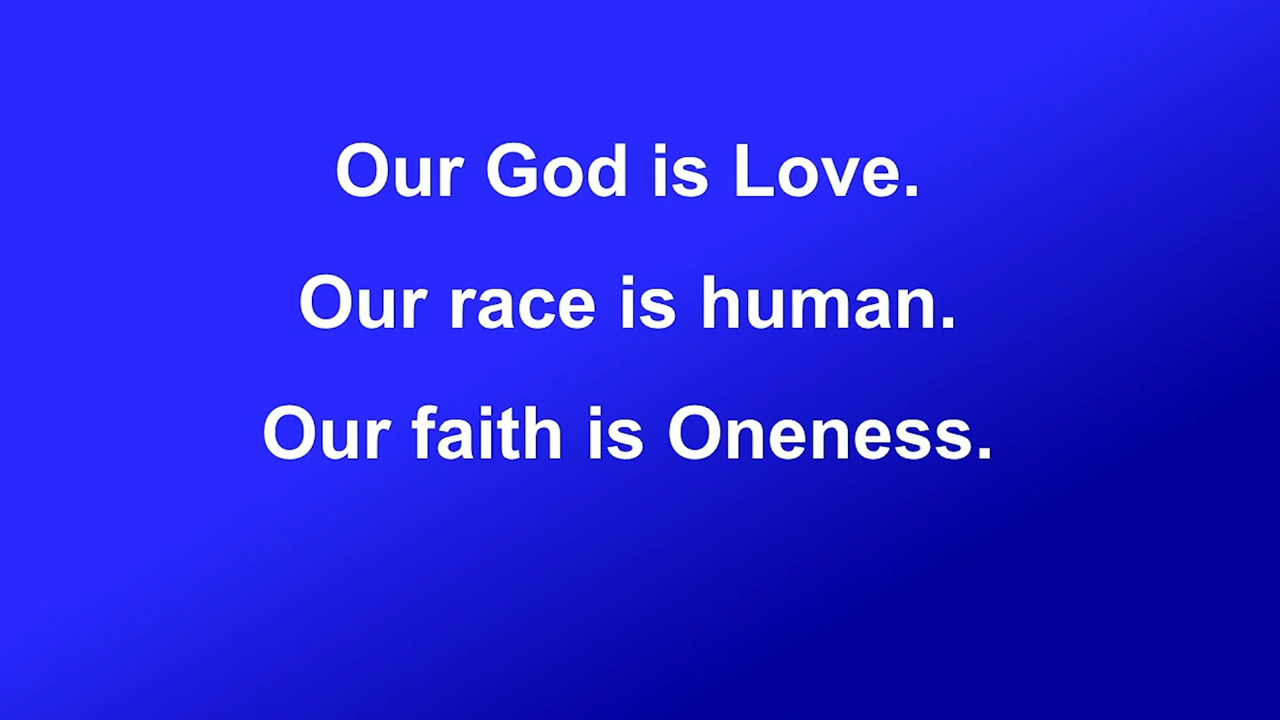 Our God is Love.
Our race is human.
Our faith is Oneness.